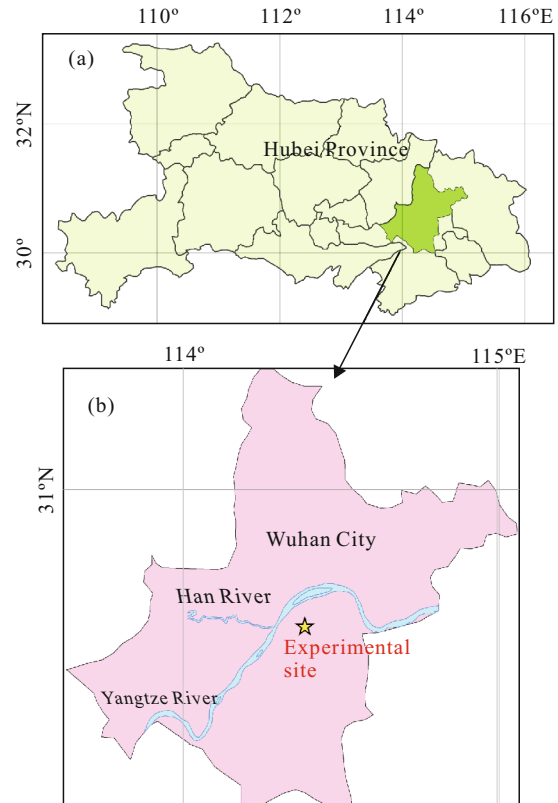 110º 112º 114º 116ºE
(a)
32ºN
Hubei Province
30º
114º 115ºE
(b)
31ºN
Wuhan City
Han River
Experimental
site
Yangtze River